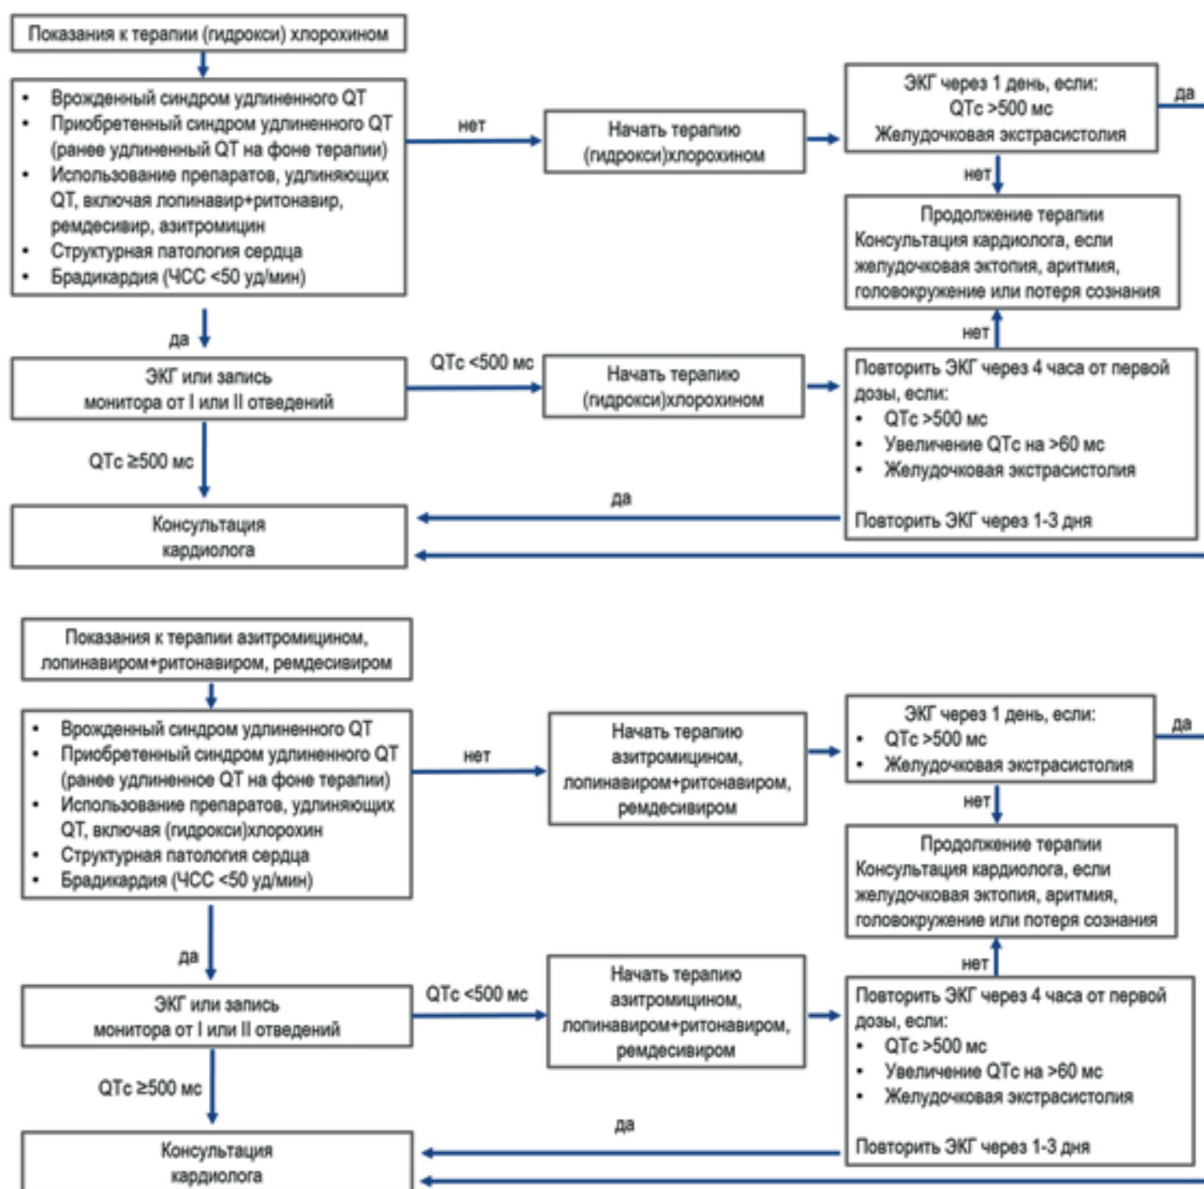 Показания к терапии (гидрокси) хлорохином
• Врожденный синдром удлиненного QT
• Приобретенный синдром удлиненного QT
(ранее удлиненный QT на фоне терапии)
• Использование препаратов, удлиняющих
QT, включая лопинавир+ритонавир,
ремдесивир, азитромицин
• Структурная патология сердца
• Брадикардия (ЧСС <50 уд/мин)
нет
Начать терапию
(гидрокси)хлорохином
ЭКГ через 1 день, если:
QTc >500 мс
Желудочковая экстрасистолия
да
нет
Продолжение терапии
Консультация кардиолога, если
желудочковая эктопия, аритмия,
головокружение или потеря сознания
нет
да
ЭКГ или запись
монитора от I или II отведений
QTc <500 мс
Начать терапию
(гидрокси)хлорохином
Повторить ЭКГ через 4 часа от первой
дозы, если:
• QTc >500 мс
• Увеличение QTc на >60 мс
• Желудочковая экстрасистолия
Повторить ЭКГ через 1-3 дня
QTc ≥500 мс
да
Консультация
кардиолога
Показания к терапии азитромицином,
лопинавиром+ритонавиром, ремдесивиром
• Врожденный синдром удлиненного QT
• Приобретенный синдром удлиненного QT
(ранее удлиненное QT на фоне терапии)
• Использование препаратов, удлиняющих
QT, включая (гидрокси)хлорохин
• Структурная патология сердца
• Брадикардия (ЧСС <50 уд/мин)
нет
Начать терапию
азитромицином,
лопинавиром+ритонавиром,
ремдесивиром
ЭКГ через 1 день, если:
• QTc >500 мс
• Желудочковая экстрасистолия
да
нет
Продолжение терапии
Консультация кардиолога, если
желудочковая эктопия, аритмия,
головокружение или потеря сознания
нет
да
ЭКГ или запись
монитора от I или II отведений
QTc <500 мс
Начать терапию
азитромицином,
лопинавиром+ритонавиром,
ремдесивиром
Повторить ЭКГ через 4 часа от первой
дозы, если:
• QTc >500 мс
• Увеличение QTc на >60 мс
• Желудочковая экстрасистолия
Повторить ЭКГ через 1-3 дня
QTc ≥500 мс
да
Консультация
кардиолога